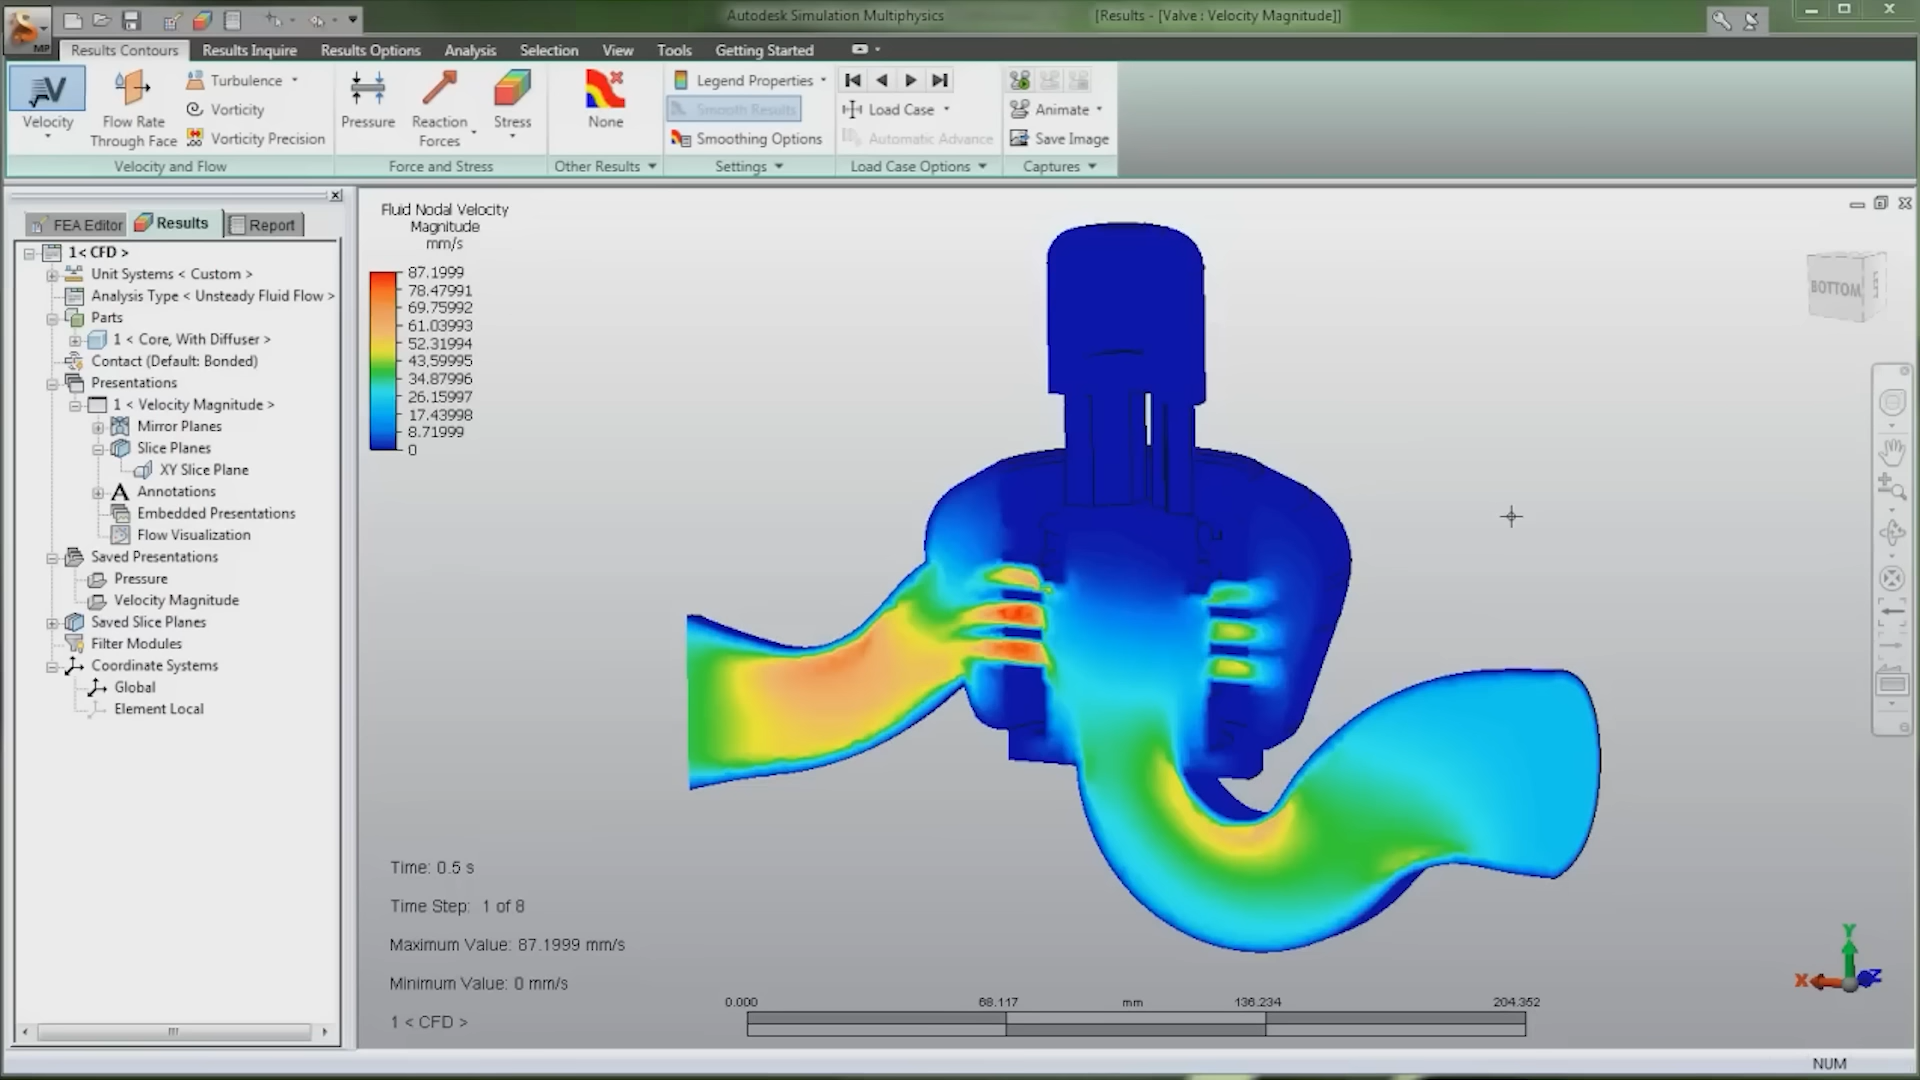 Autodesk Simulation Multiphysics [Results - [Valve : Velocity Magnitude]]
MP
Results Contours Results Inquire Results Options Analysis Selection View Tools Getting Started
Velocity
Flow Rate
Through Face
Turbulence
Vorticity
Vorticity Precision
Velocity and Flow
Pressure
Reaction
Forces
Stress
Force and Stress
None
Other Results
Legend Properties
Smooth Results
Smoothing Options
Settings
Load Case
Automatic Advance
Load Case Options
Animate
Save Image
Captures
FEA Editor Results Report
1< CFD >
Unit Systems < Custom >
Analysis Type < Unsteady Fluid Flow >
Parts
1 < Core, With Diffuser >
Contact (Default: Bonded)
Presentations
1 < Velocity Magnitude >
Mirror Planes
Slice Planes
XY Slice Plane
A Annotations
Embedded Presentations
Flow Visualization
Saved Presentations
Pressure
Velocity Magnitude
Saved Slice Planes
Filter Modules
Coordinate Systems
Global
Element Local
Fluid Nodal Velocity
Magnitude
mm/s
87.1999
78.47991
69.75992
61.03993
52.31994
43.59995
34.87996
26.15997
17.43998
8.71999
0
BOTTOM
Time: 0.5 s
Time Step: 1 of 8
Maximum Value: 87.1999 mm/s
Minimum Value: 0 mm/s
1 < CFD >
0.000 68.117 mm 136.234 204.352
Y
X Z
NUM